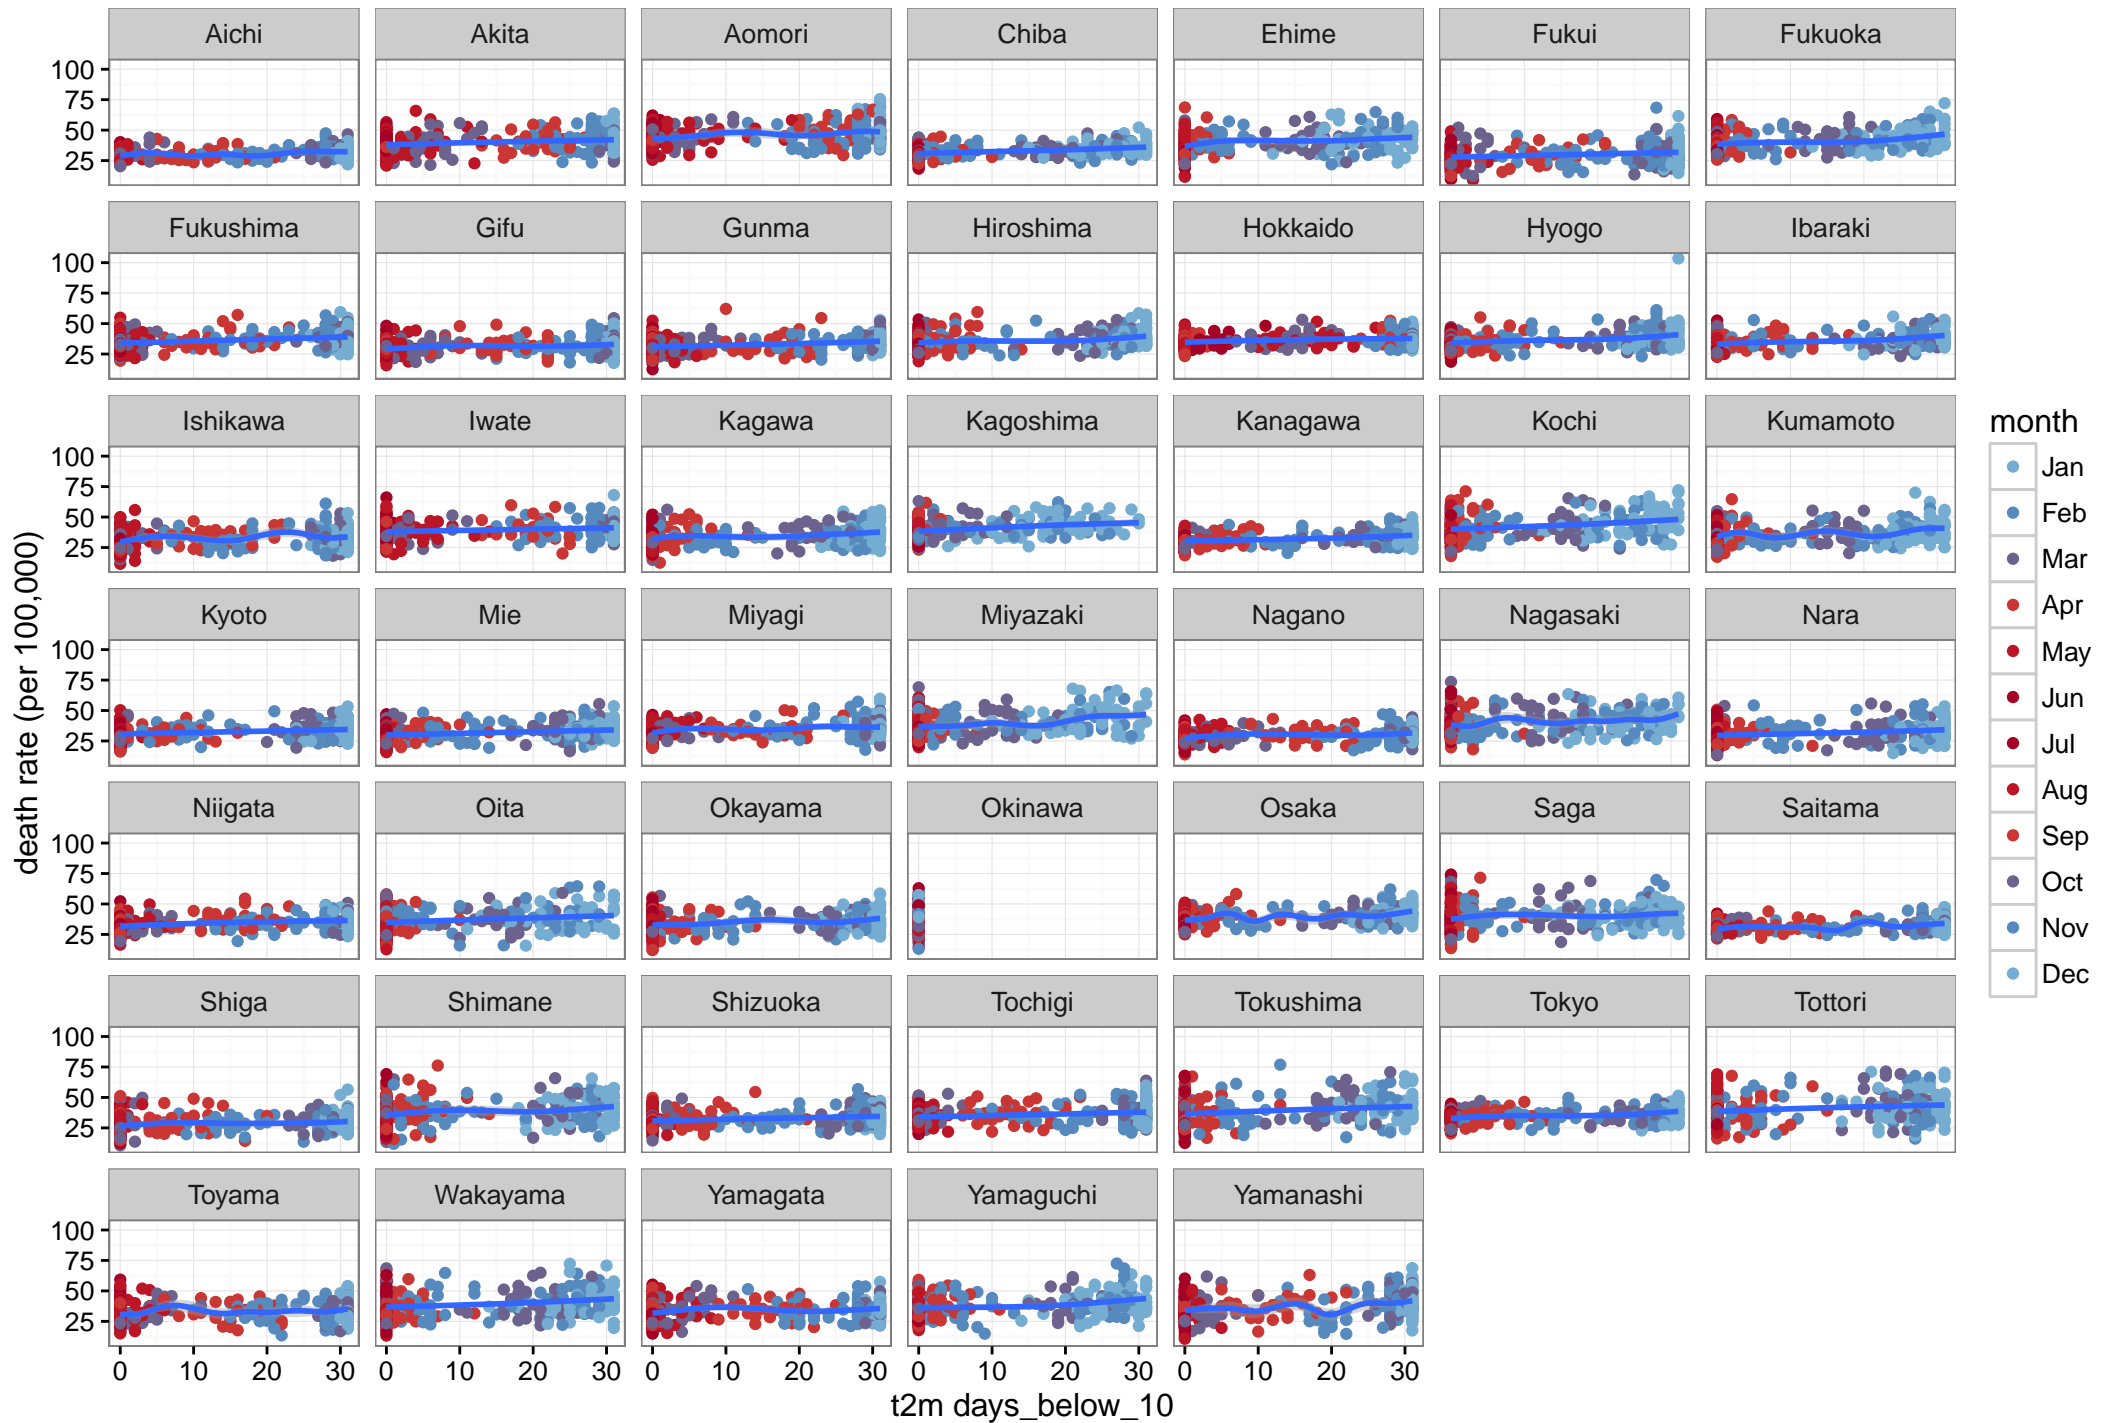 Aichi Akita Aomori Chiba Ehime Fukui Fukuoka
100
75
50
25
Fukushima Gifu Gunma Hiroshima Hokkaido Hyogo Ibaraki
100
75
50
25
Ishikawa Iwate Kagawa Kagoshima Kanagawa Kochi Kumamoto
100
75
50
25
Kyoto Mie Miyagi Miyazaki Nagano Nagasaki Nara
100
75
50
25
Niigata Oita Okayama Okinawa Osaka Saga Saitama
100
75
50
25
Shiga Shimane Shizuoka Tochigi Tokushima Tokyo Tottori
100
75
50
25
Toyama Wakayama Yamagata Yamaguchi Yamanashi
100
75
50
25
0 10 20 30 0 10 20 30 0 10 20 30 0 10 20 30 0 10 20 30
t2m days_below_10
death rate (per 100,000)
month
Jan
Feb
Mar
Apr
May
Jun
Jul
Aug
Sep
Oct
Nov
Dec